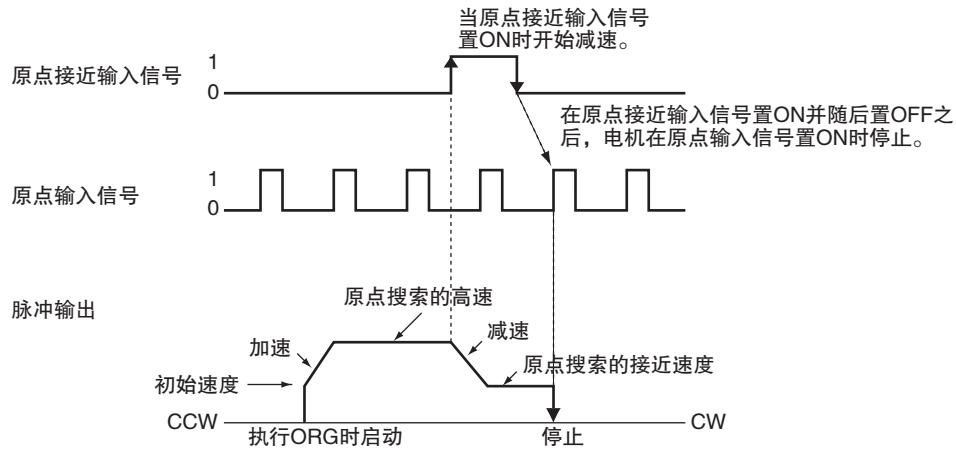 当原点接近输入信号
置ON时开始减速。
原点接近输入信号
1
0
在原点接近输入信号置ON并随后置OFF之
后，电机在原点输入信号置ON时停止。
原点输入信号
1
0
脉冲输出
原点搜索的高速
加速
减速
原点搜索的接近速度
初始速度
CCW
CW
执行ORG时启动
停止